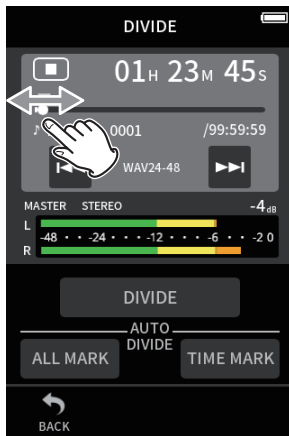 DIVIDE
01H 23M 45S
0001 /99:59:59
WAV24-48
MASTER STEREO -4dB
L
-48 · · -24 · · · -12 · · · -6 · · -2 0
R
DIVIDE
AUTO
DIVIDE
ALL MARK TIME MARK
BACK